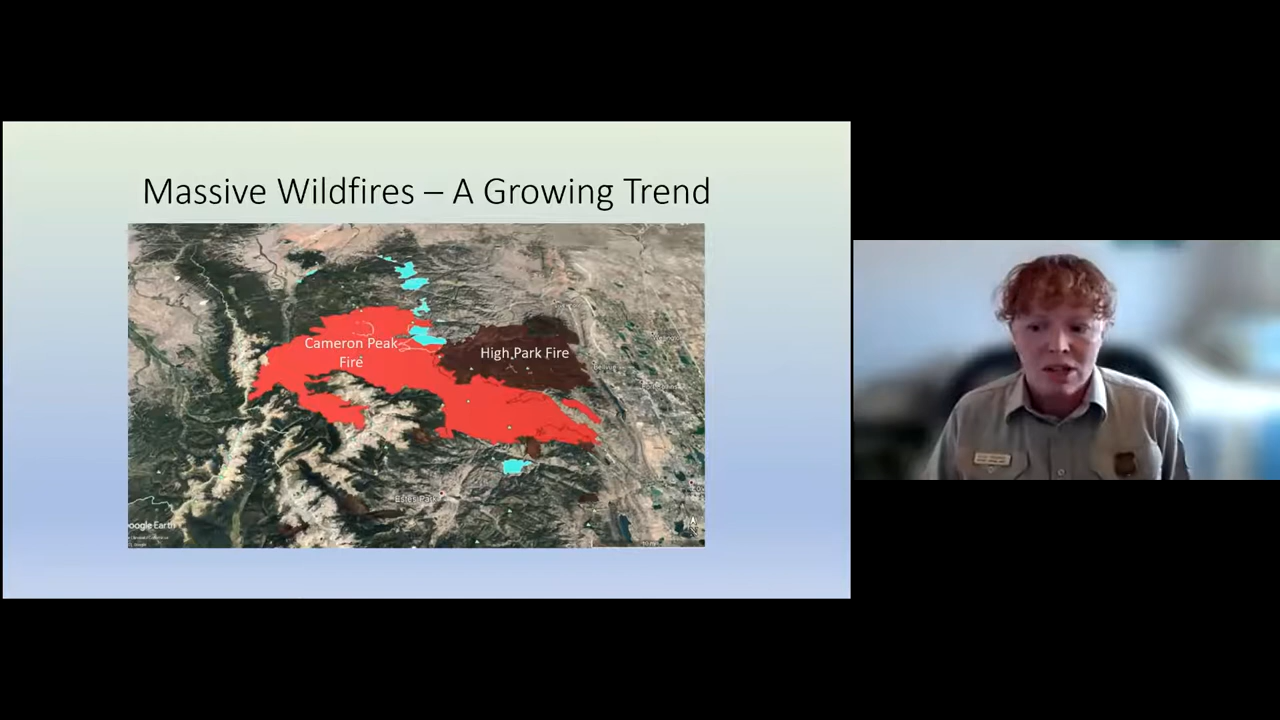 Massive Wildfires – A Growing Trend
Cameron Peak
Fire
High Park Fire
Estes Park
Google Earth